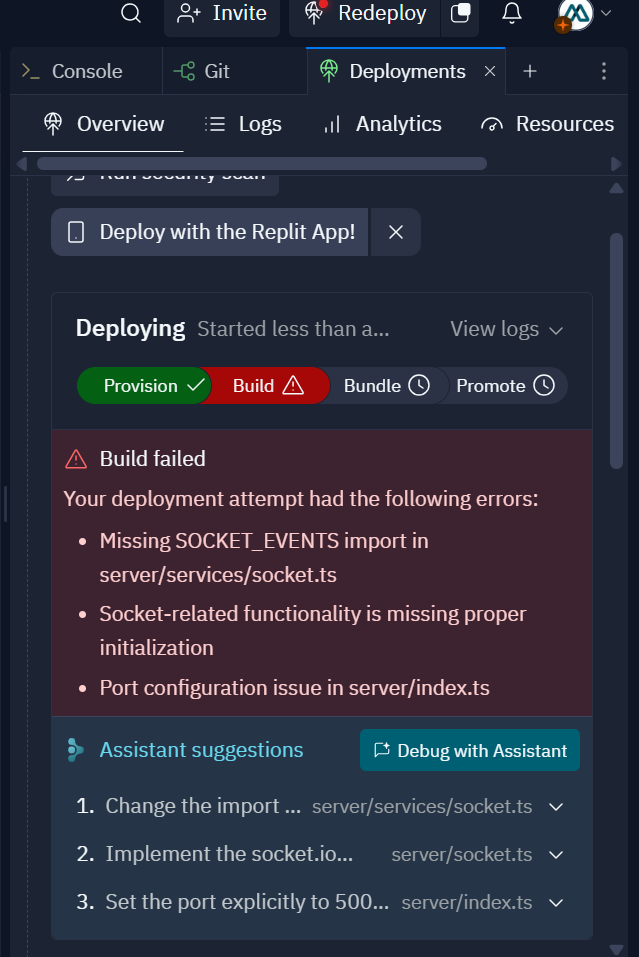 Invite
Redeploy
Console
Git
Deployments
Overview
Logs
Analytics
Resources
Run security scan
Deploy with the Replit App!
Deploying Started less than a...
View logs
Provision
Build
Bundle
Promote
Build failed
Your deployment attempt had the following errors:
• Missing SOCKET_EVENTS import in
server/services/socket.ts
• Socket-related functionality is missing proper
initialization
• Port configuration issue in server/index.ts
Assistant suggestions
Debug with Assistant
1. Change the import ... server/services/socket.ts
2. Implement the socket.io... server/socket.ts
3. Set the port explicitly to 500... server/index.ts